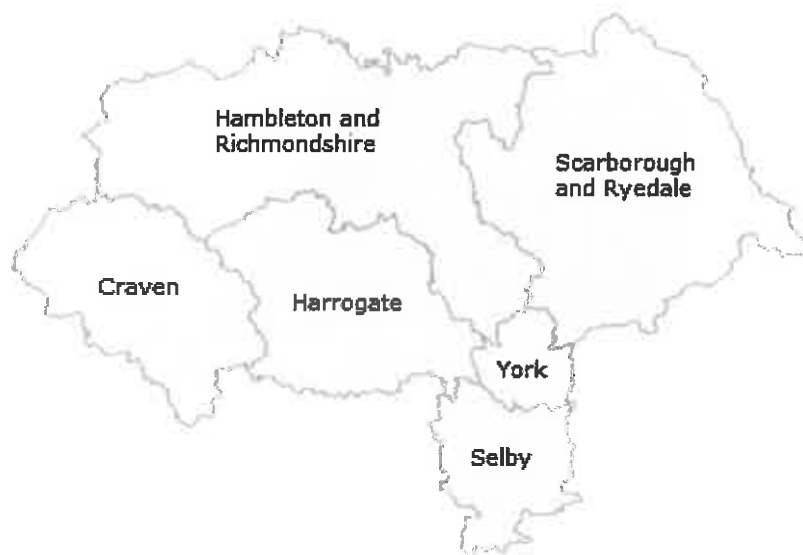 Hambleton and
Richmondshire
Scarborough
and Ryedale
Craven
Harrogate
York
Selby